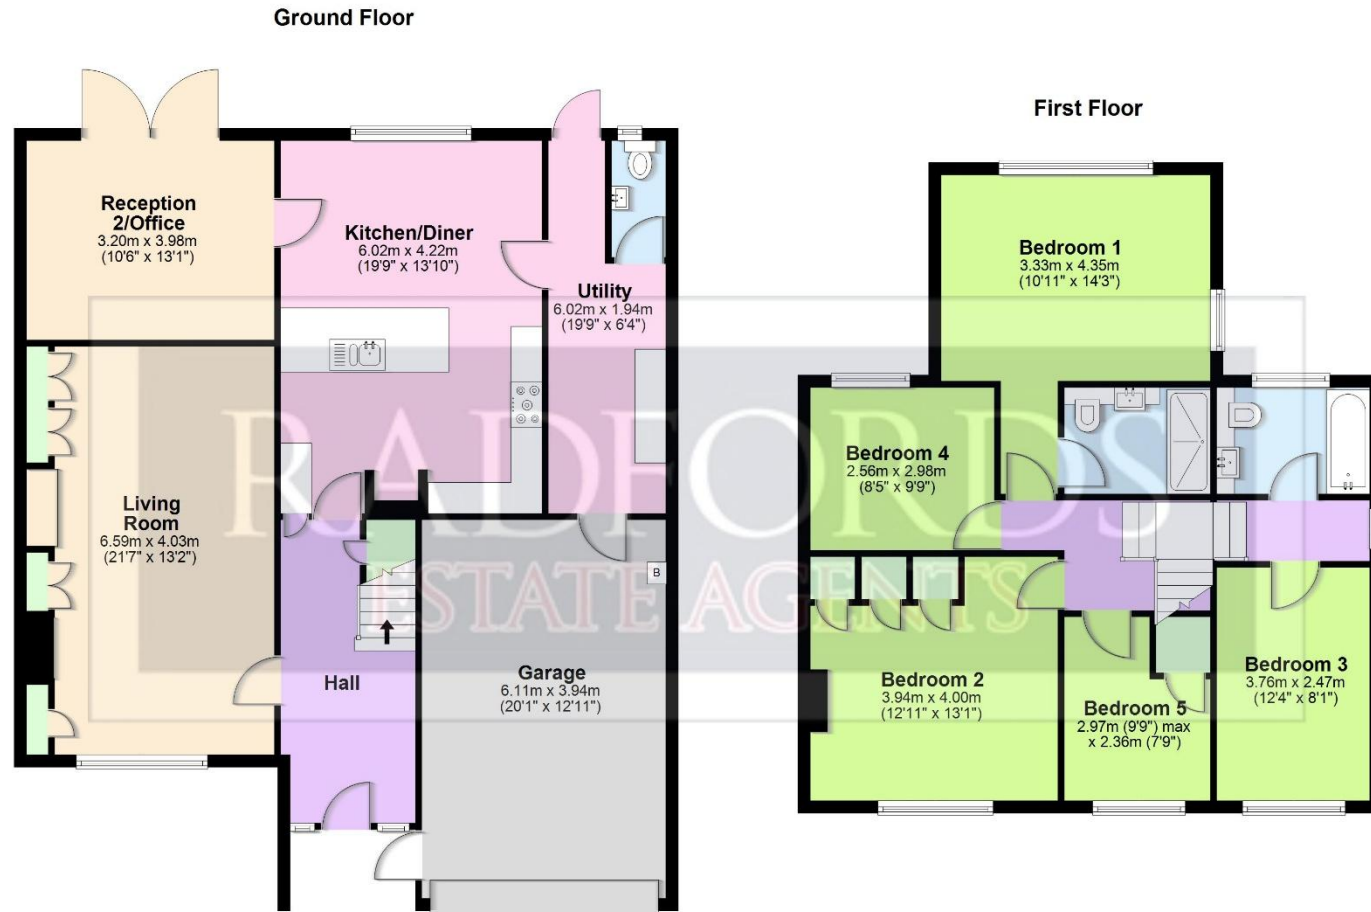 Ground Floor
Reception
2/Office
3.20m x 3.98m
(10'6" x 13'1")
Kitchen/Diner
6.02m x 4.22m
(19'9" x 13'10")
Utility
6.02m x 1.94m
(19'9" x 6'4")
Living
Room
6.59m x 4.03m
(21'7" x 13'2")
Hall
B
Garage
6.11m x 3.94m
(20'1" x 12'11")
First Floor
Bedroom 1
3.33m x 4.35m
(10'11" x 14'3")
Bedroom 4
2.56m x 2.98m
(8'5" x 9'9")
Bedroom 2
3.94m x 4.00m
(12'11" x 13'1")
Bedroom 5
2.97m (9'9") max
x 2.36m (7'9")
Bedroom 3
3.76m x 2.47m
(12'4" x 8'1")
RADFORDS
ESTATE AGENTS